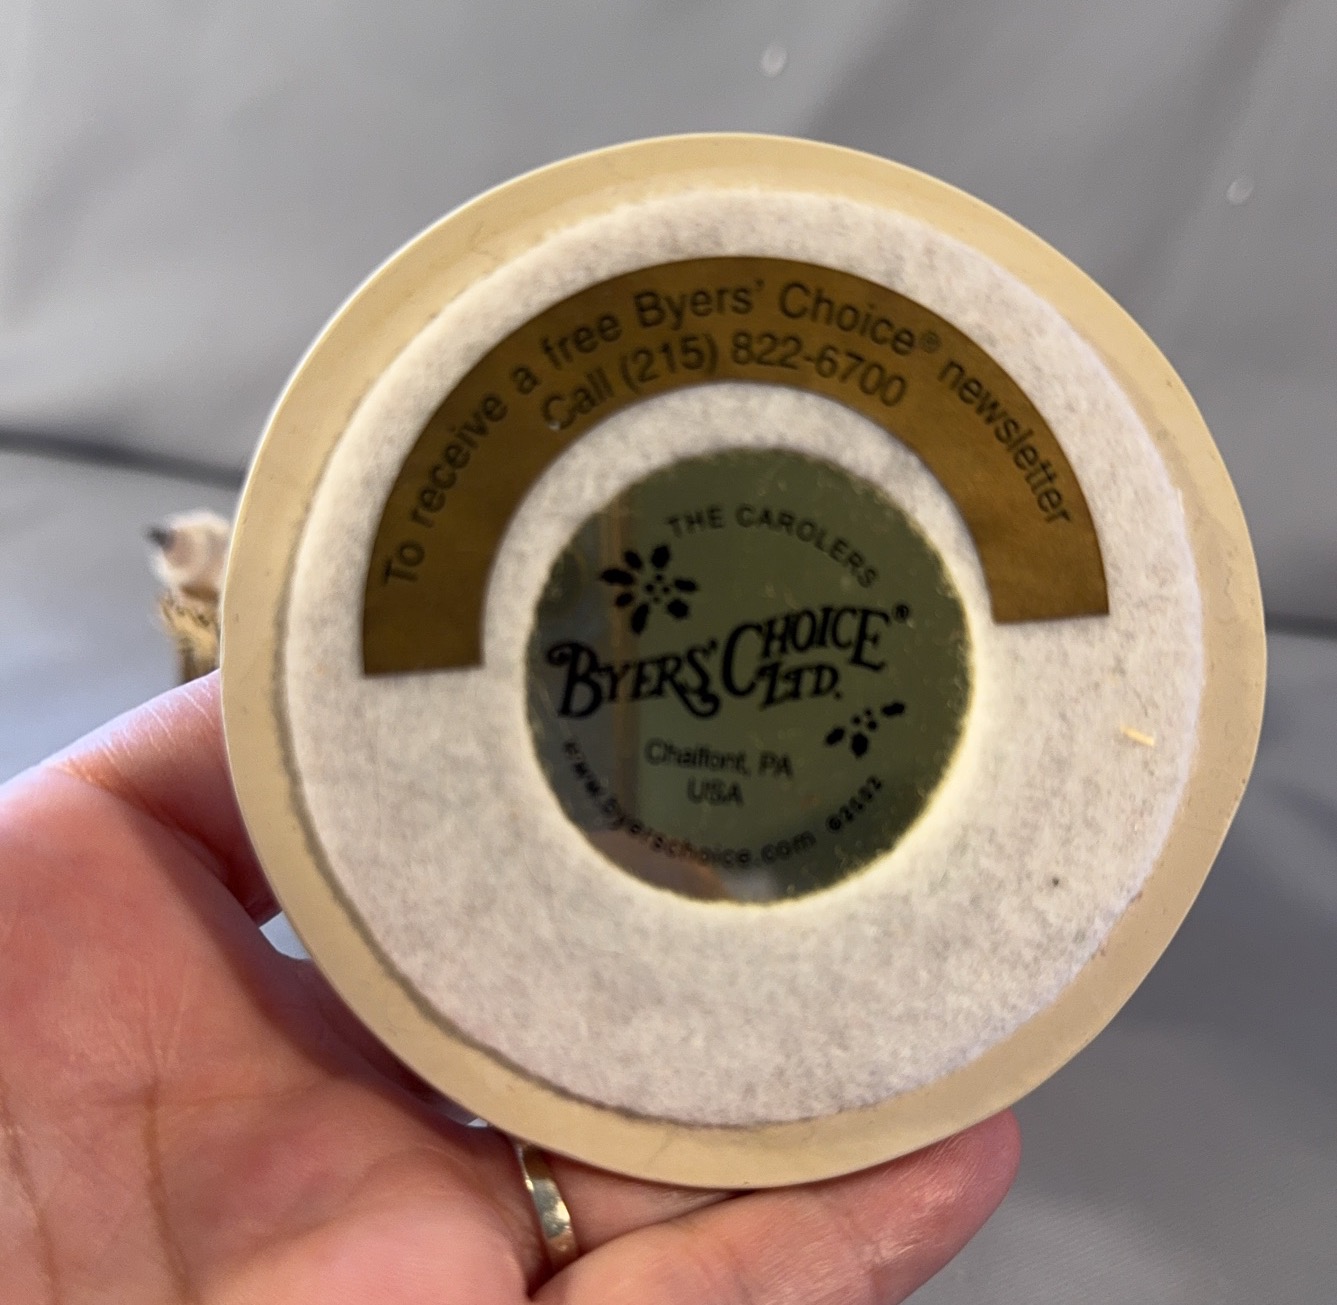 To receive a free Byers' Choice® newsletter
Call (215) 822-6700
THE CAROLERS
BYERS' CHOICE®
LTD.
Chalfont, PA
USA
www.byerschoice.com ©2002